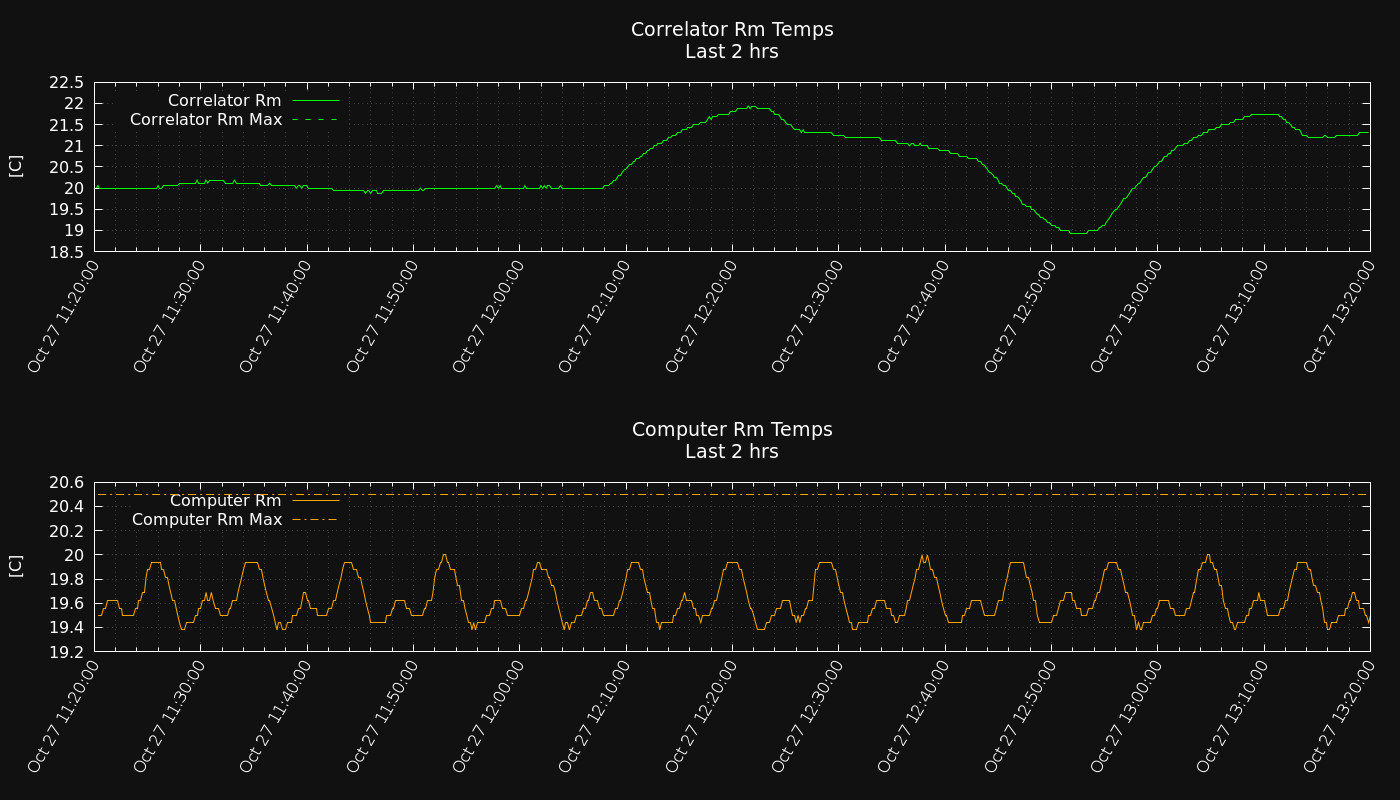 Correlator Rm Temps
Last 2 hrs
[C]
22.5
22
21.5
21
20.5
20
19.5
19
18.5
Correlator Rm
Correlator Rm Max
Oct 27 11:20:00
Oct 27 11:30:00
Oct 27 11:40:00
Oct 27 11:50:00
Oct 27 12:00:00
Oct 27 12:10:00
Oct 27 12:20:00
Oct 27 12:30:00
Oct 27 12:40:00
Oct 27 12:50:00
Oct 27 13:00:00
Oct 27 13:10:00
Oct 27 13:20:00
Computer Rm Temps
Last 2 hrs
[C]
20.6
20.4
20.2
20
19.8
19.6
19.4
19.2
Computer Rm
Computer Rm Max
Oct 27 11:20:00
Oct 27 11:30:00
Oct 27 11:40:00
Oct 27 11:50:00
Oct 27 12:00:00
Oct 27 12:10:00
Oct 27 12:20:00
Oct 27 12:30:00
Oct 27 12:40:00
Oct 27 12:50:00
Oct 27 13:00:00
Oct 27 13:10:00
Oct 27 13:20:00